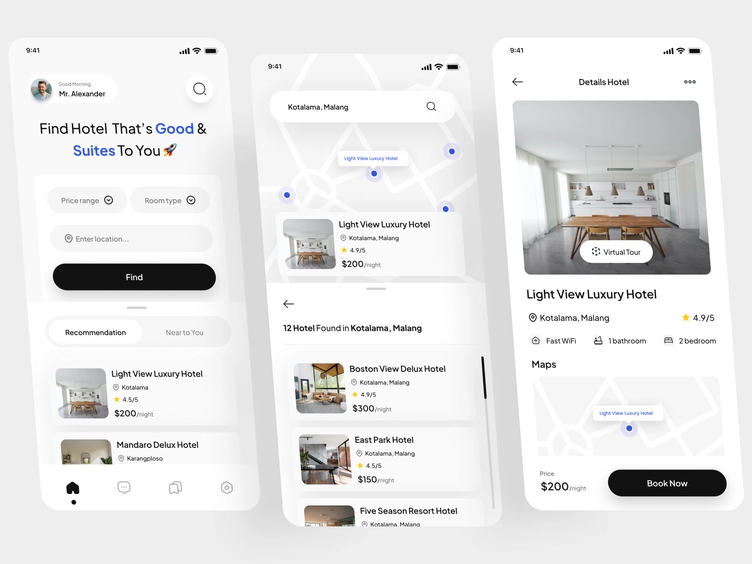 9:41
Good Morning,
Mr. Alexander
Find Hotel That's Good &
Suites To You 🚀
Price range
Room type
Enter location...
Find
Recommendation
Near to You
Light View Luxury Hotel
Kotalama
4.5/5
$200/night
Mandaro Delux Hotel
Karangploso
9:41
Kotalama, Malang
Light View Luxury Hotel
Light View Luxury Hotel
Kotalama, Malang
4.9/5
$200/night
12 Hotel Found in Kotalama, Malang
Boston View Delux Hotel
Kotalama, Malang
4.9/5
$300/night
East Park Hotel
Kotalama, Malang
4.5/5
$150/night
Five Season Resort Hotel
Kotalama, Malang
9:41
Details Hotel
Virtual Tour
Light View Luxury Hotel
Kotalama, Malang
4.9/5
Fast WiFi
1 bathroom
2 bedroom
Maps
Light View Luxury Hotel
Price
$200/night
Book Now